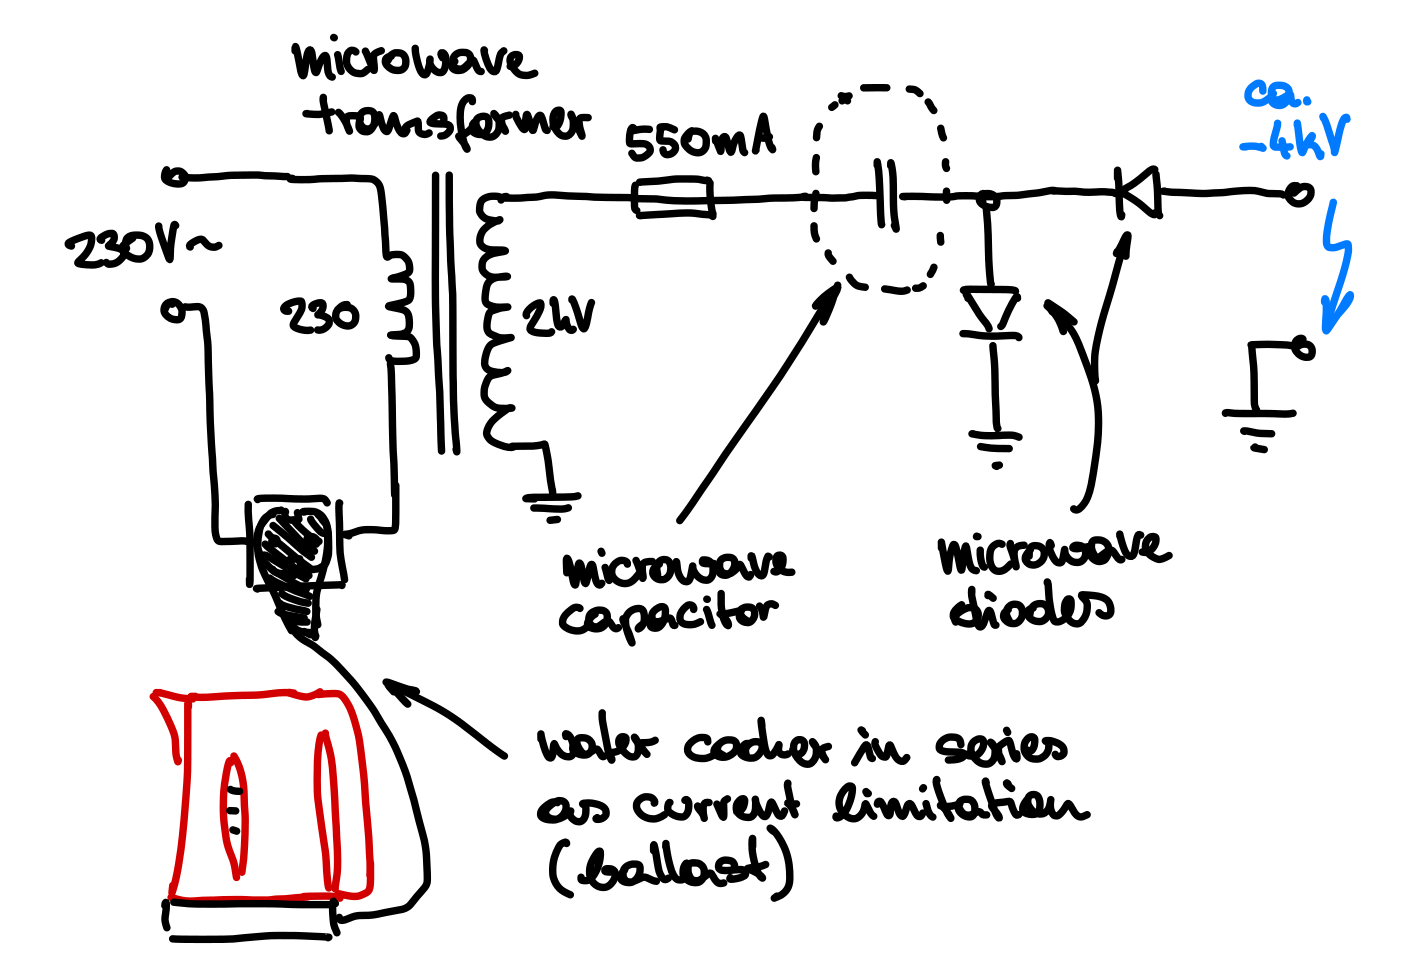 microwave
transformer
550mA
ca.
-4kV
230V~
230
2kV
microwave
capacitor
microwave
diodes
water cooker in series
as current limitation
(ballast)